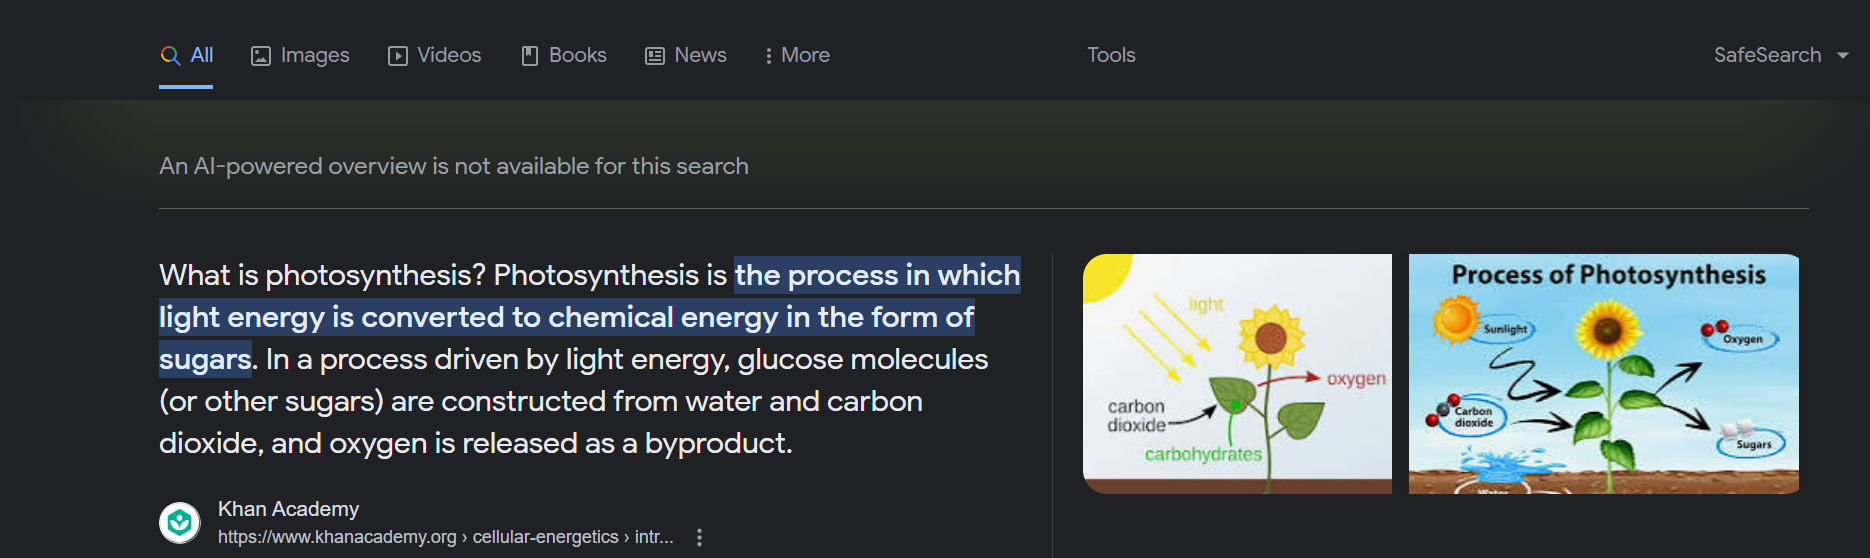 All Images Videos Books News More Tools SafeSearch
An AI-powered overview is not available for this search
What is photosynthesis? Photosynthesis is the process in which
light energy is converted to chemical energy in the form of
sugars. In a process driven by light energy, glucose molecules
(or other sugars) are constructed from water and carbon
dioxide, and oxygen is released as a byproduct.
Khan Academy
https://www.khanacademy.org › cellular-energetics › intr...
light
oxygen
carbon
dioxide
carbohydrates
Process of Photosynthesis
Sunlight
Oxygen
Carbon
dioxide
Sugars
Water